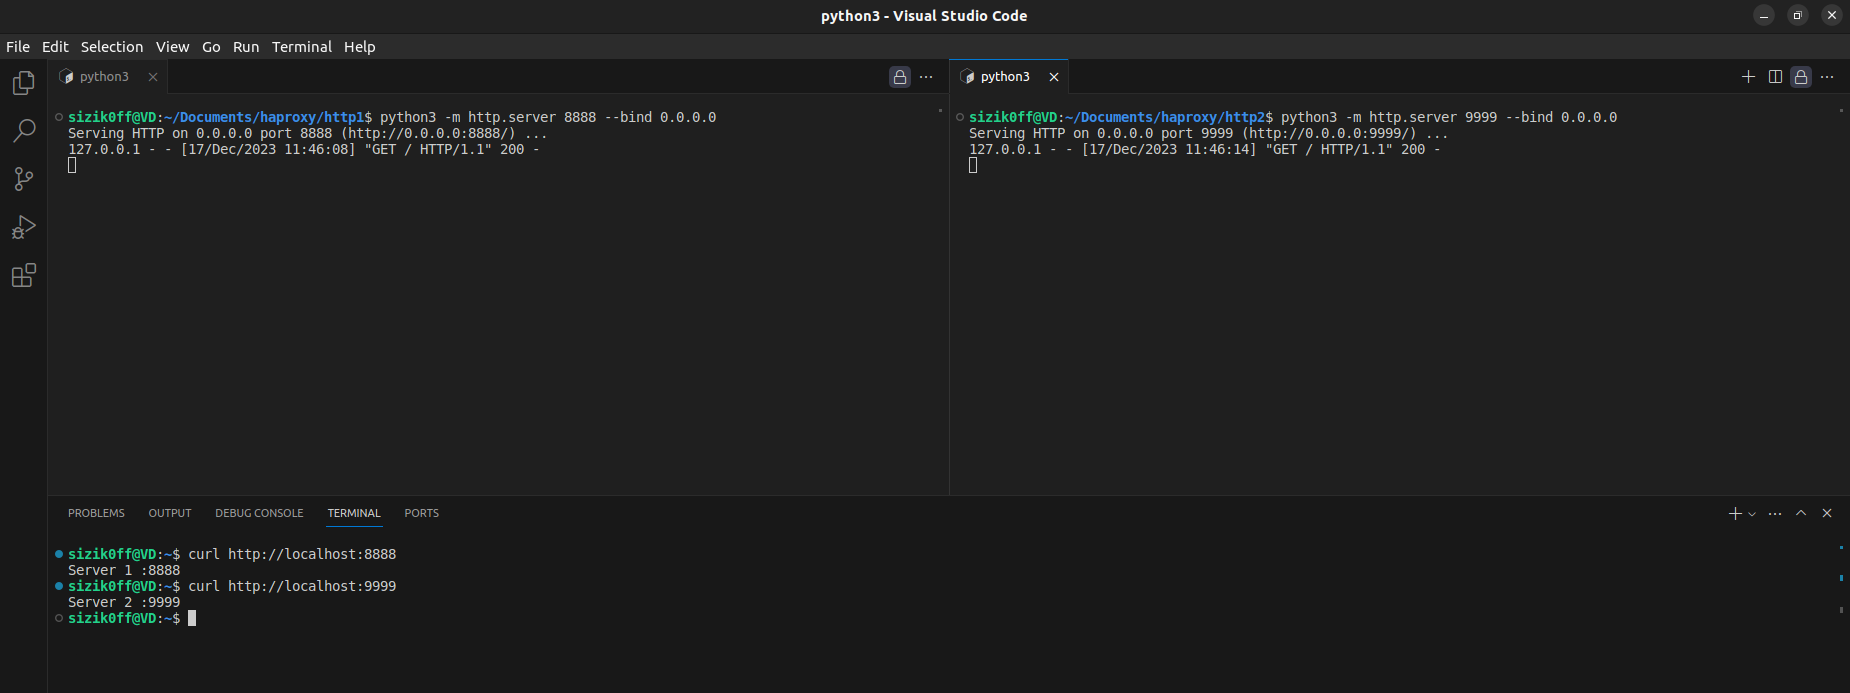 python3 - Visual Studio Code
File Edit Selection View Go Run Terminal Help
python3
sizik0ff@VD:~/Documents/haproxy/http1$ python3 -m http.server 8888 --bind 0.0.0.0
Serving HTTP on 0.0.0.0 port 8888 (http://0.0.0.0:8888/) ...
127.0.0.1 - - [17/Dec/2023 11:46:08] "GET / HTTP/1.1" 200 -
python3
sizik0ff@VD:~/Documents/haproxy/http2$ python3 -m http.server 9999 --bind 0.0.0.0
Serving HTTP on 0.0.0.0 port 9999 (http://0.0.0.0:9999/) ...
127.0.0.1 - - [17/Dec/2023 11:46:14] "GET / HTTP/1.1" 200 -
PROBLEMS OUTPUT DEBUG CONSOLE TERMINAL PORTS
sizik0ff@VD:~$ curl http://localhost:8888
Server 1 :8888
sizik0ff@VD:~$ curl http://localhost:9999
Server 2 :9999
sizik0ff@VD:~$